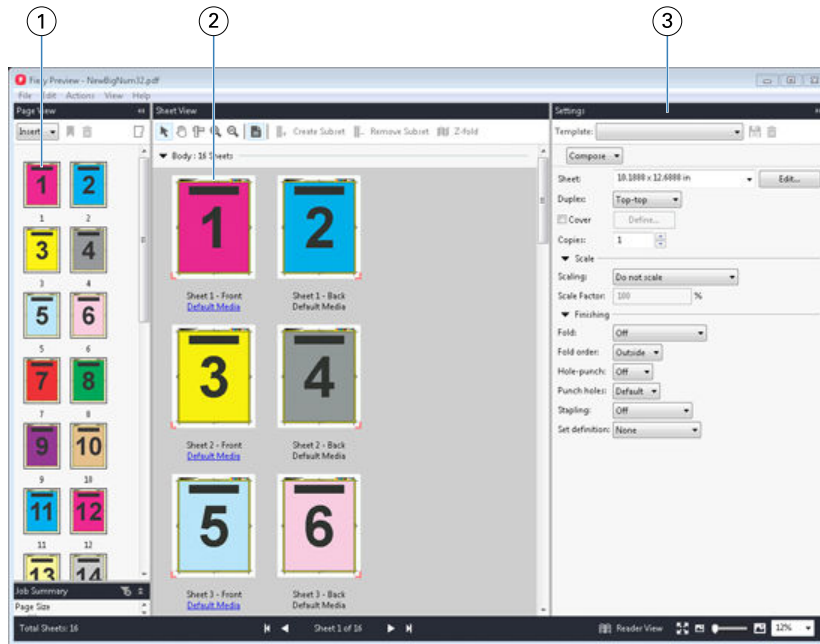 1 2 3
Fiery Preview - NewBigNum32.pdf
File Edit Actions View Help
Page View
Insert
1 2
1 2
3 4
3 4
5 6
5 6
7 8
7 8
9 10
9 10
11 12
11 12
13 14
Job Summary
Page Size
Sheet View
Create Subset Remove Subset Z-fold
Body : 16 Sheets
1 2
Sheet 1 - Front Sheet 1 - Back
Default Media Default Media
3 4
Sheet 2 - Front Sheet 2 - Back
Default Media Default Media
5 6
Sheet 3 - Front Sheet 3 - Back
Default Media Default Media
Settings
Template:
Compose
Sheet: 10.1800 x 12.6800 in Edit...
Duplex: Top-top
Cover Define...
Copies: 1
Scale
Scaling: Do not scale
Scale Factor: 100 %
Finishing
Fold: Off
Fold order: Outside
Hole-punch: Off
Punch holes: Default
Stapling: Off
Set definition: None
Total Sheets: 16 Sheet 1 of 16 Reader View 12%